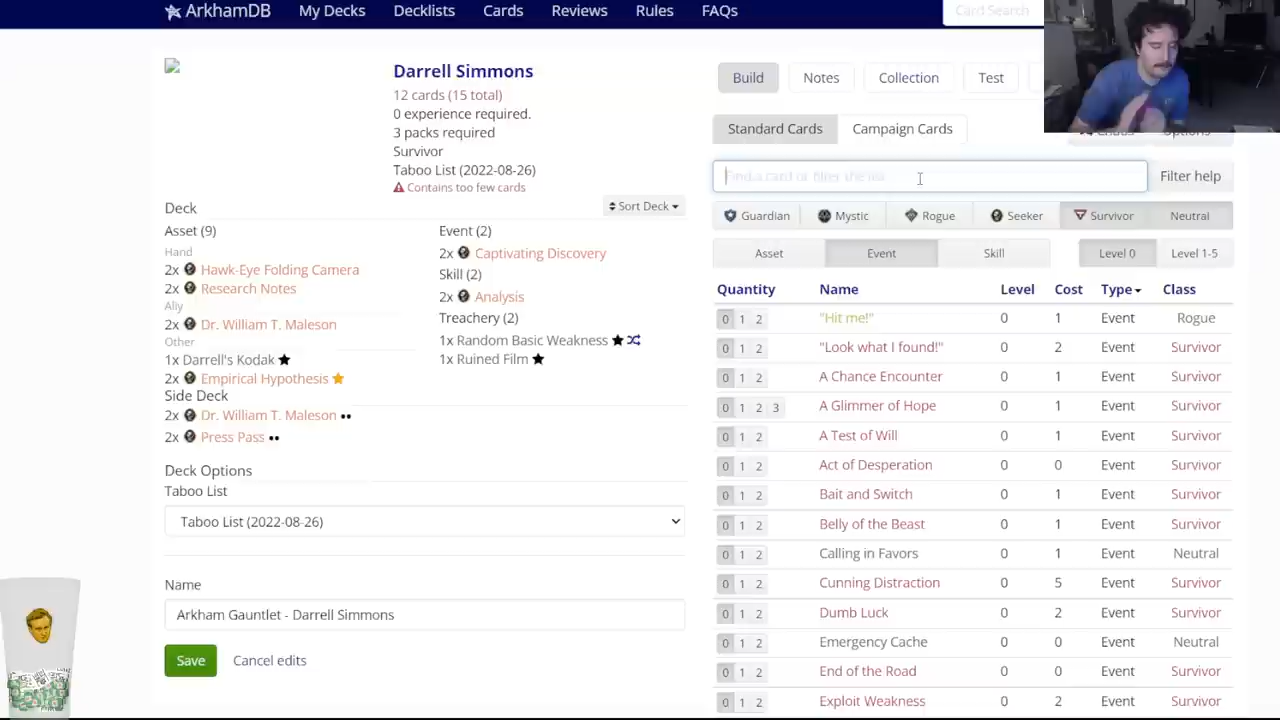 ArkhamDB My Decks Decklists Cards Reviews Rules FAQs Card Search
Darrell Simmons
12 cards (15 total)
0 experience required.
3 packs required
Survivor
Taboo List (2022-08-26)
Contains too few cards
Sort Deck
Deck
Asset (9)
Hand
2x Hawk-Eye Folding Camera
2x Research Notes
Ally
2x Dr. William T. Maleson
Other
1x Darrell's Kodak
2x Empirical Hypothesis
Event (2)
2x Captivating Discovery
Skill (2)
2x Analysis
Treachery (2)
1x Random Basic Weakness
1x Ruined Film
Side Deck
2x Dr. William T. Maleson
2x Press Pass
Deck Options
Taboo List
Taboo List (2022-08-26)
Name
Arkham Gauntlet - Darrell Simmons
Save Cancel edits
Build Notes Collection Test
Standard Cards Campaign Cards
Options
Find a card or filter the list
Filter help
Guardian Mystic Rogue Seeker Survivor Neutral
Asset Event Skill Level 0 Level 1-5
Quantity Name Level Cost Type Class
0 1 2 "Hit me!" 0 1 Event Rogue
0 1 2 "Look what I found!" 0 2 Event Survivor
0 1 2 A Chance Encounter 0 1 Event Survivor
0 1 2 3 A Glimmer of Hope 0 1 Event Survivor
0 1 2 A Test of Will 0 1 Event Survivor
0 1 2 Act of Desperation 0 0 Event Survivor
0 1 2 Bait and Switch 0 1 Event Survivor
0 1 2 Belly of the Beast 0 1 Event Survivor
0 1 2 Calling in Favors 0 1 Event Neutral
0 1 2 Cunning Distraction 0 5 Event Survivor
0 1 2 Dumb Luck 0 2 Event Survivor
0 1 2 Emergency Cache 0 0 Event Neutral
0 1 2 End of the Road 0 0 Event Survivor
0 1 2 Exploit Weakness 0 2 Event Survivor